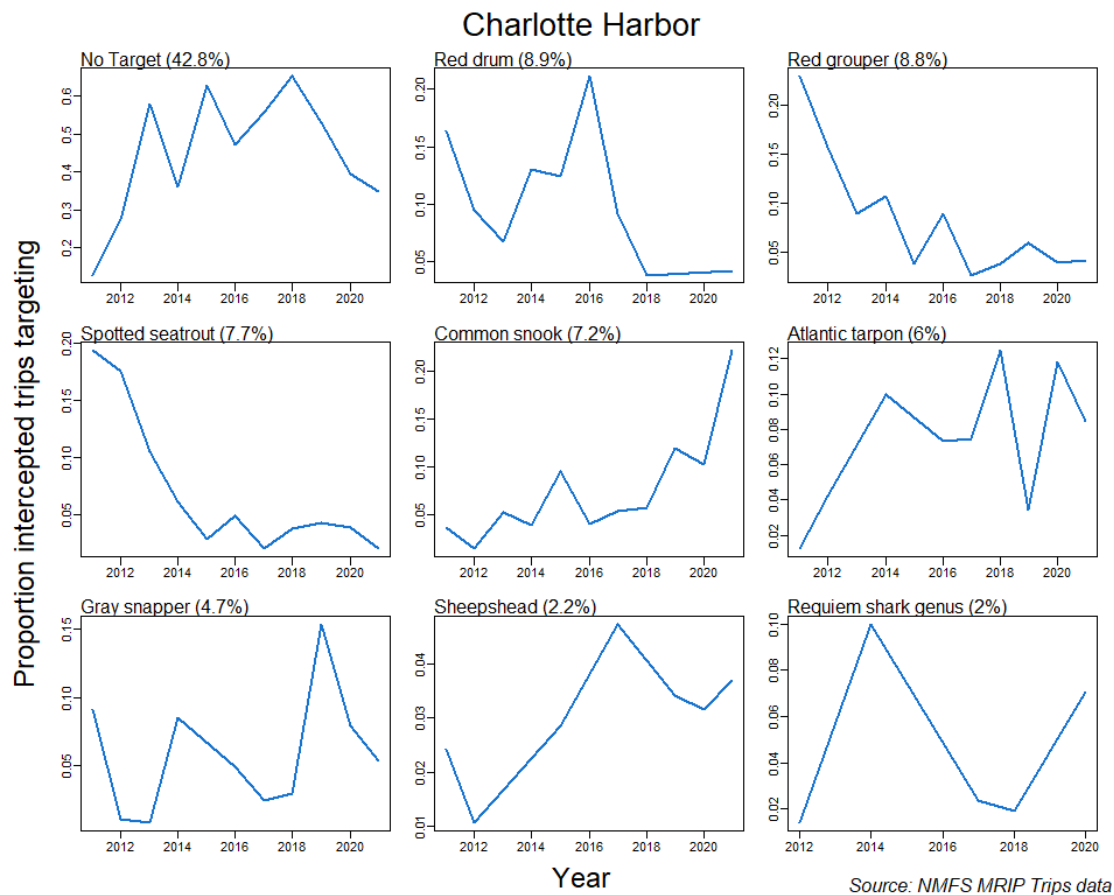 Charlotte Harbor
Proportion intercepted trips targeting
No Target (42.8%)
0.6
0.5
0.4
0.3
0.2
2012 2014 2016 2018 2020
Red drum (8.9%)
0.20
0.15
0.10
0.05
2012 2014 2016 2018 2020
Red grouper (8.8%)
0.20
0.15
0.10
0.05
2012 2014 2016 2018 2020
Spotted seatrout (7.7%)
0.20
0.15
0.10
0.05
2012 2014 2016 2018 2020
Common snook (7.2%)
0.20
0.15
0.10
0.05
2012 2014 2016 2018 2020
Atlantic tarpon (6%)
0.12
0.10
0.08
0.06
0.04
0.02
2012 2014 2016 2018 2020
Gray snapper (4.7%)
0.15
0.10
0.05
2012 2014 2016 2018 2020
Sheepshead (2.2%)
0.04
0.03
0.02
0.01
2012 2014 2016 2018 2020
Requiem shark genus (2%)
0.10
0.08
0.06
0.04
0.02
2012 2014 2016 2018 2020
Year
Source: NMFS MRIP Trips data